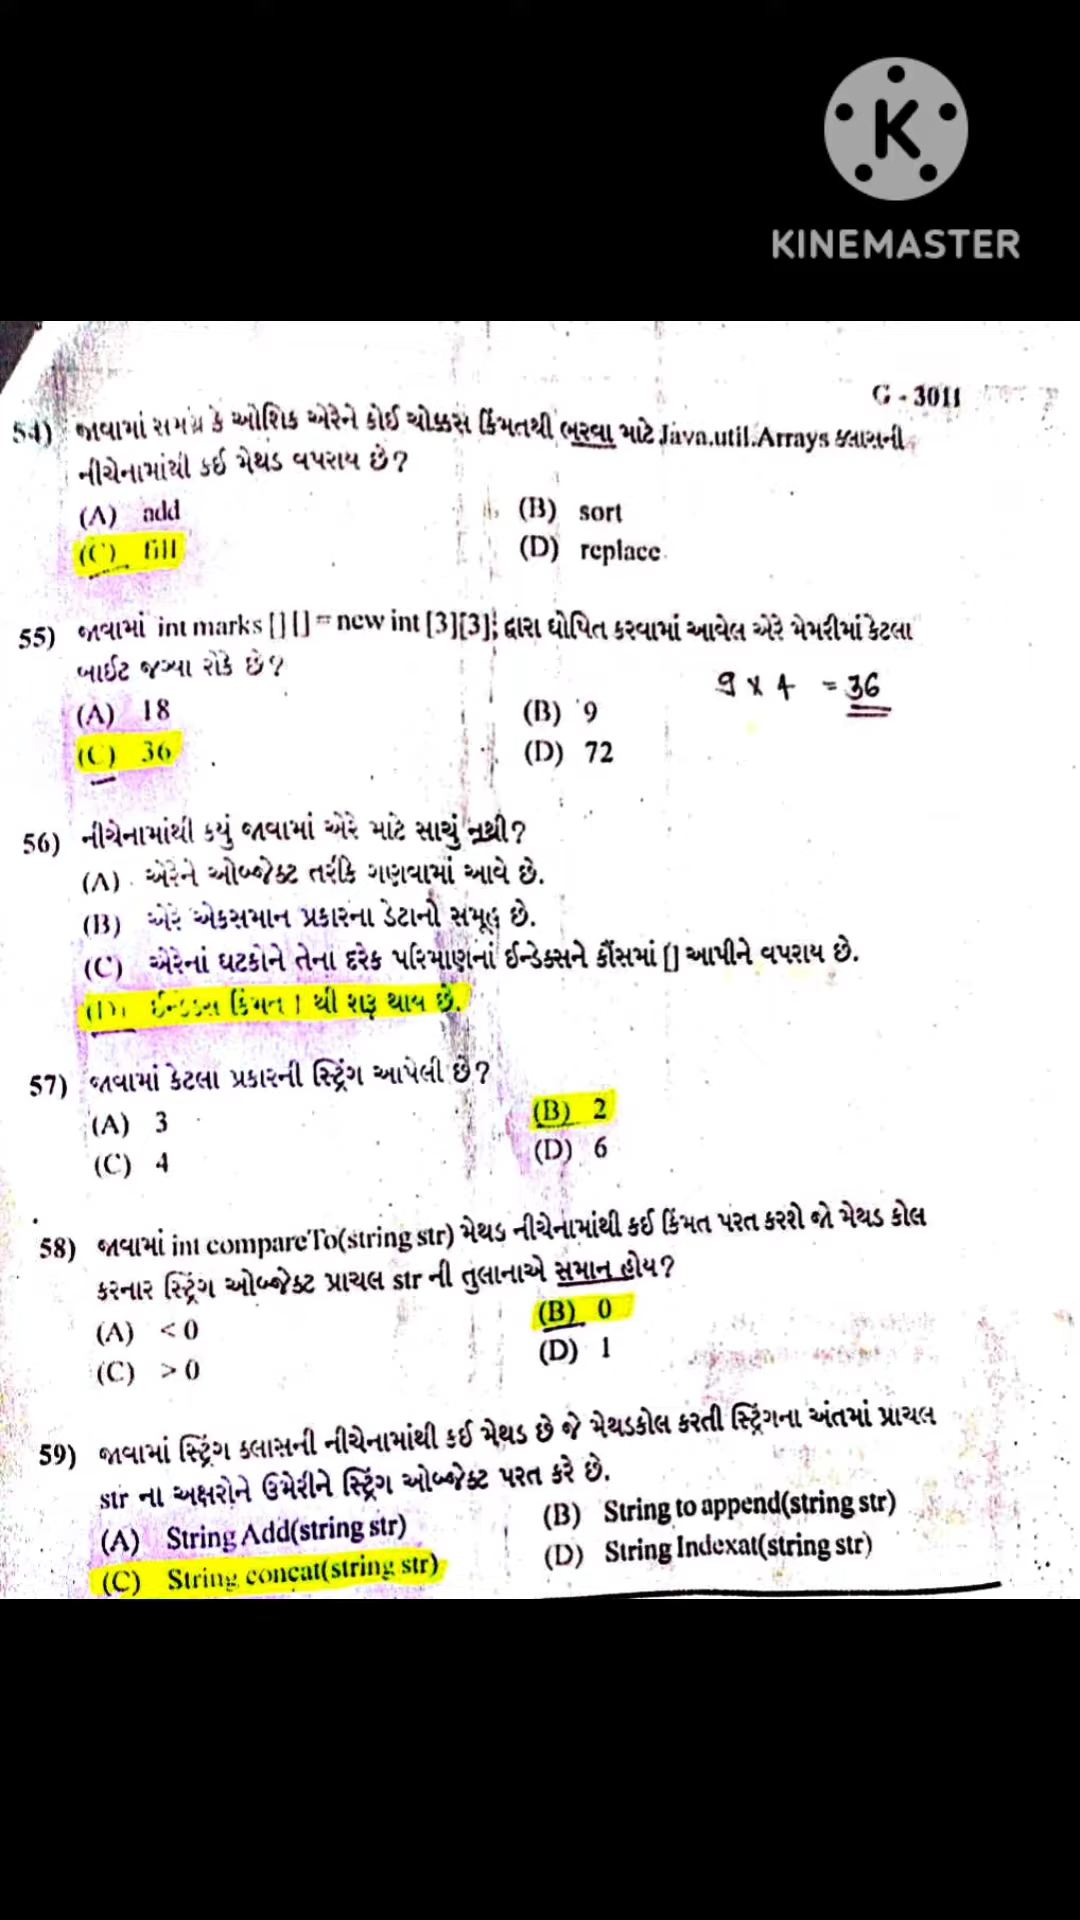 K
KINEMASTER
G - 3011
54) જાવામાં સમગ્ર કે ઓશિક એરેને કોઈ ચોક્કસ કિંમતથી ભરવા માટે Java.util.Arrays ક્લાસની
નીચેનામાંથી કઈ મેથડ વપરાય છે?
(A) add (B) sort
(C) fill (D) replace
55) જાવામાં int marks [] [] = new int [3][3]; દ્વારા ઘોષિત કરવામાં આવેલ એરે મેમરીમાં કેટલા
બાઈટ જગ્યા રોકે છે?
9 x 4 = 36
(A) 18 (B) 9
(C) 36 (D) 72
56) નીચેનામાંથી કયું જાવામાં એરે માટે સાચું નથી?
(A) એરેને ઓબ્જેક્ટ તરીકે ગણવામાં આવે છે.
(B) એરે એકસમાન પ્રકારના ડેટાનો સમૂહ છે.
(C) એરેનાં ઘટકોને તેના દરેક પરિમાણનાં ઈન્ડેક્સને કૌંસમાં [] આપીને વપરાય છે.
(D) ઈન્ડેક્સ કિંમત 1 થી શરૂ થાય છે.
57) જાવામાં કેટલા પ્રકારની સ્ટ્રિંગ આપેલી છે?
(A) 3 (B) 2
(C) 4 (D) 6
58) જાવામાં int compareTo(string str) મેથડ નીચેનામાંથી કઈ કિંમત પરત કરશે જો મેથડ કોલ
કરનાર સ્ટ્રિંગ ઓબ્જેક્ટ પ્રાચલ str ની તુલનાએ સમાન હોય?
(A) < 0 (B) 0
(C) > 0 (D) 1
59) જાવામાં સ્ટ્રિંગ ક્લાસની નીચેનામાંથી કઈ મેથડ છે જે મેથડકોલ કરતી સ્ટ્રિંગના અંતમાં પ્રાચલ
str ના અક્ષરોને ઉમેરીને સ્ટ્રિંગ ઓબ્જેક્ટ પરત કરે છે.
(A) String Add(string str) (B) String to append(string str)
(C) String concat(string str) (D) String Indexat(string str)